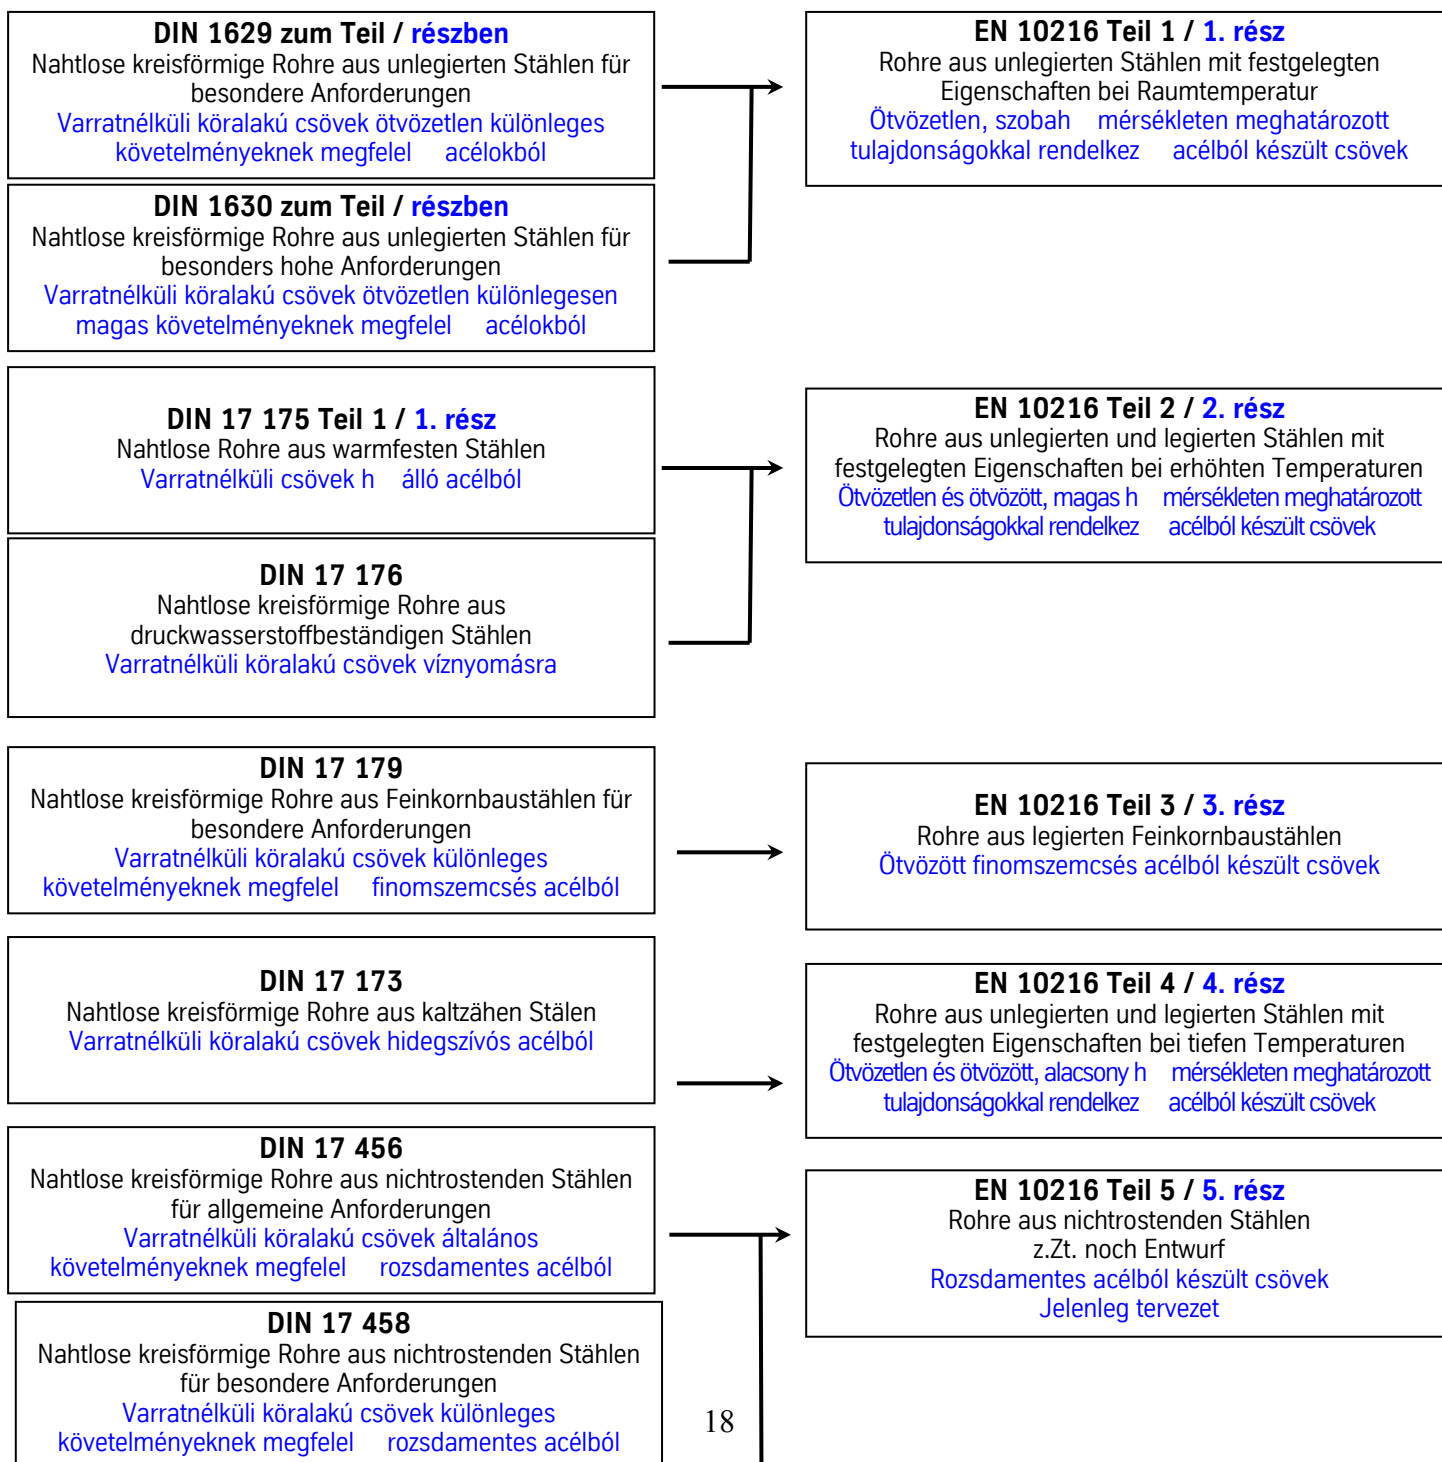 DIN 1629 zum Teil / részben
Nahtlose kreisförmige Rohre aus unlegierten Stählen für
besondere Anforderungen
Varratnélküli köralakú csövek ötvözetlen különleges
követelményeknek megfelel acélokból
DIN 1630 zum Teil / részben
Nahtlose kreisförmige Rohre aus unlegierten Stählen für
besonders hohe Anforderungen
Varratnélküli köralakú csövek ötvözetlen különlegesen
magas követelményeknek megfelel acélokból
EN 10216 Teil 1 / 1. rész
Rohre aus unlegierten Stählen mit festgelegten
Eigenschaften bei Raumtemperatur
Ötvözetlen, szobah mérsékleten meghatározott
tulajdonságokkal rendelkez acélból készült csövek
DIN 17 175 Teil 1 / 1. rész
Nahtlose Rohre aus warmfesten Stählen
Varratnélküli csövek h álló acélból
DIN 17 176
Nahtlose kreisförmige Rohre aus
druckwasserstoffbeständigen Stählen
Varratnélküli köralakú csövek víznyomásra
EN 10216 Teil 2 / 2. rész
Rohre aus unlegierten und legierten Stählen mit
festgelegten Eigenschaften bei erhöhten Temperaturen
Ötvözetlen és ötvözött, magas h mérsékleten meghatározott
tulajdonságokkal rendelkez acélból készült csövek
DIN 17 179
Nahtlose kreisförmige Rohre aus Feinkornbaustählen für
besondere Anforderungen
Varratnélküli köralakú csövek különleges
követelményeknek megfelel finomszemcsés acélból
EN 10216 Teil 3 / 3. rész
Rohre aus legierten Feinkornbaustählen
Ötvözött finomszemcsés acélból készült csövek
DIN 17 173
Nahtlose kreisförmige Rohre aus kaltzähen Stälen
Varratnélküli köralakú csövek hidegszívós acélból
EN 10216 Teil 4 / 4. rész
Rohre aus unlegierten und legierten Stählen mit
festgelegten Eigenschaften bei tiefen Temperaturen
Ötvözetlen és ötvözött, alacsony h mérsékleten meghatározott
tulajdonságokkal rendelkez acélból készült csövek
DIN 17 456
Nahtlose kreisförmige Rohre aus nichtrostenden Stählen
für allgemeine Anforderungen
Varratnélküli köralakú csövek általános
követelményeknek megfelel rozsdamentes acélból
EN 10216 Teil 5 / 5. rész
Rohre aus nichtrostenden Stählen
z.Zt. noch Entwurf
Rozsdamentes acélból készült csövek
Jelenleg tervezet
DIN 17 458
Nahtlose kreisförmige Rohre aus nichtrostenden Stählen
für besondere Anforderungen
Varratnélküli köralakú csövek különleges
követelményeknek megfelel rozsdamentes acélból
18